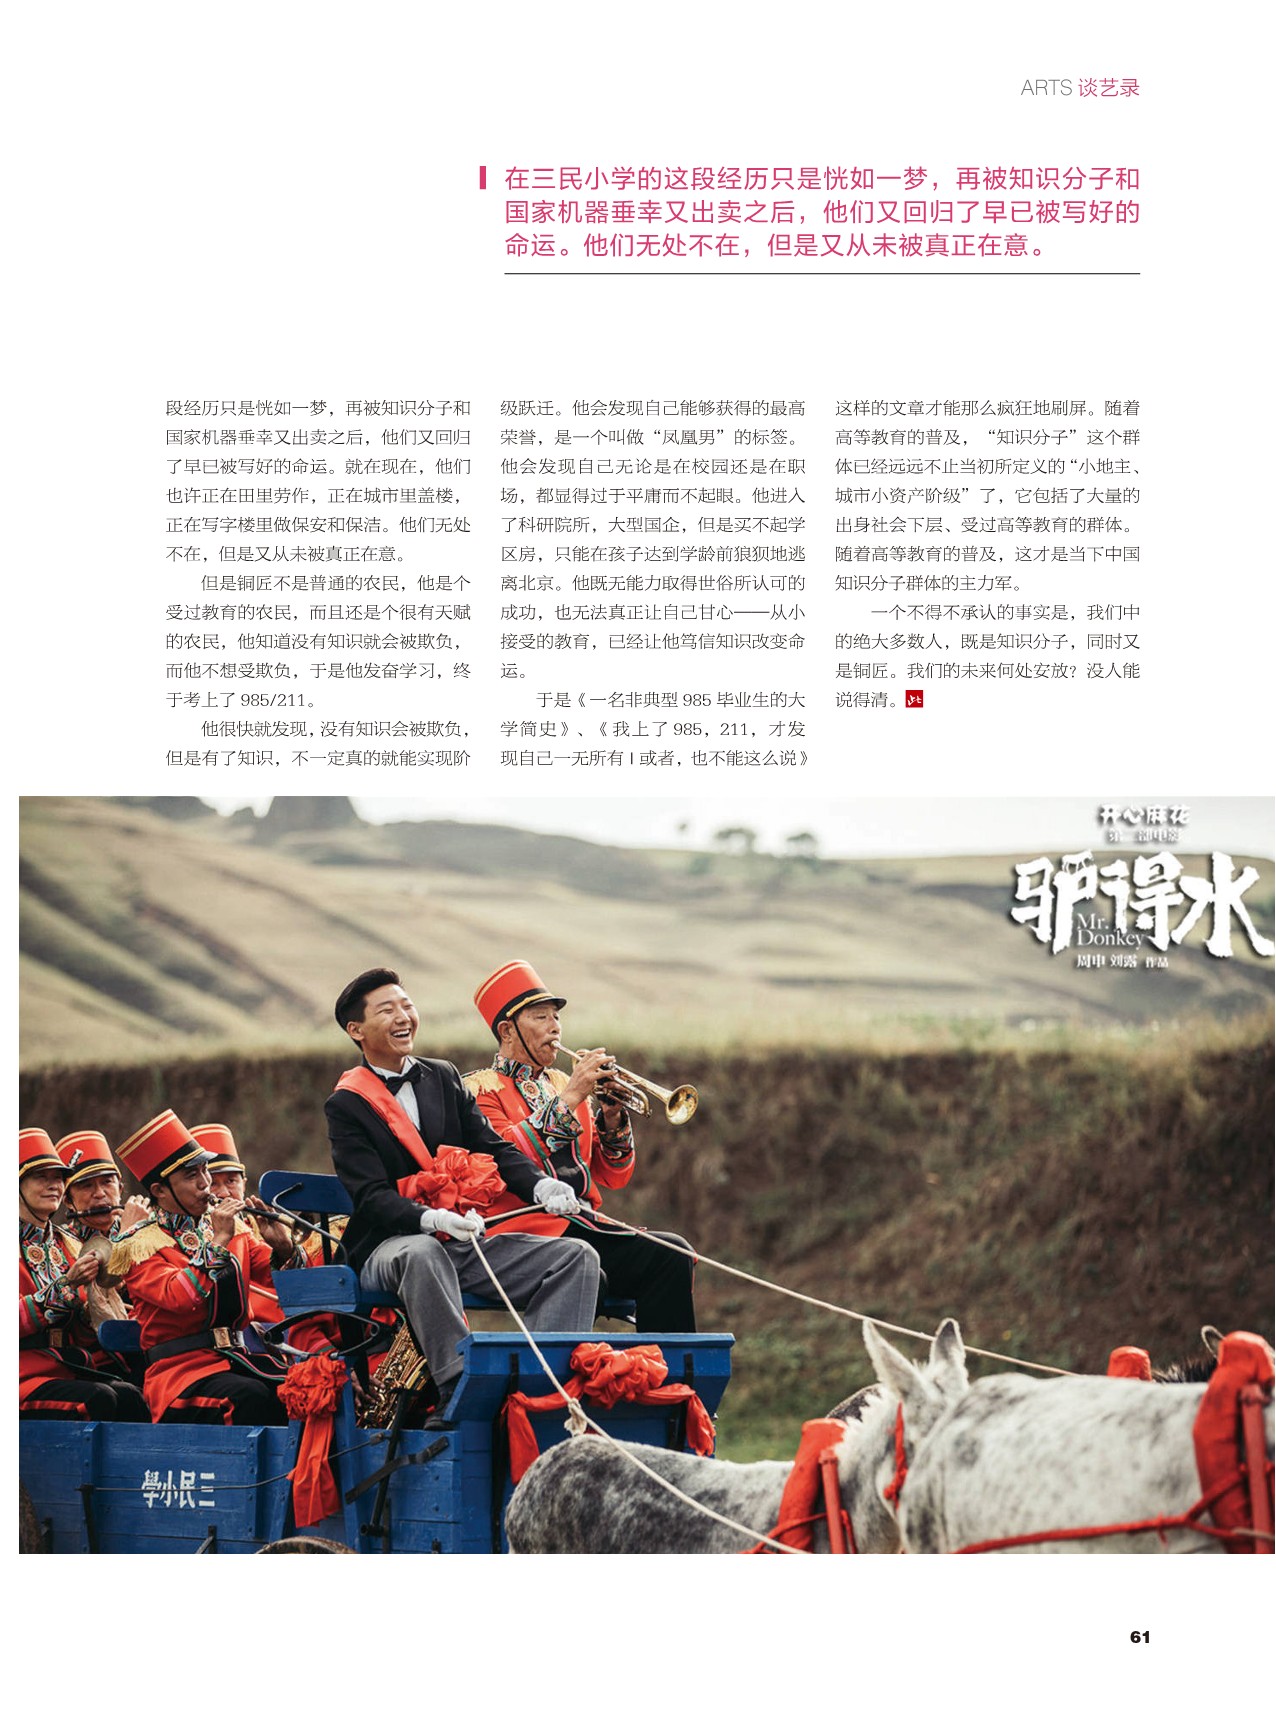 ARTS 谈艺录
在三民小学的这段经历只是恍如一梦，再被知识分子和
国家机器垂幸又出卖之后，他们又回归了早已被写好的
命运。他们无处不在，但是又从未被真正在意。
段经历只是恍如一梦，再被知识分子和
国家机器垂幸又出卖之后，他们又回归
了早已被写好的命运。就在现在，他们
也许正在田里劳作，正在城市里盖楼，
正在写字楼里做保安和保洁。他们无处
不在，但是又从未被真正在意。
但是铜匠不是普通的农民，他是个
受过教育的农民，而且还是个很有天赋
的农民，他知道没有知识就会被欺负，
而他不想受欺负，于是他发奋学习，终
于考上了 985/211。
他很快就发现，没有知识会被欺负，
但是有了知识，不一定真的就能实现阶
级跃迁。他会发现自己能够获得的最高
荣誉，是一个叫做“凤凰男”的标签。
他会发现自己无论是在校园还是在职
场，都显得过于平庸而不起眼。他进入
了科研院所，大型国企，但是买不起学
区房，只能在孩子达到学龄前狼狈地逃
离北京。他既无能力取得世俗所认可的
成功，也无法真正让自己甘心——从小
接受的教育，已经让他笃信知识改变命
运。
于是《一名非典型 985 毕业生的大
学简史》、《我上了 985，211，才发
现自己一无所有 | 或者，也不能这么说》
这样的文章才能那么疯狂地刷屏。随着
高等教育的普及，“知识分子”这个群
体已经远远不止当初所定义的“小地主、
城市小资产阶级”了，它包括了大量的
出身社会下层、受过高等教育的群体。
随着高等教育的普及，这才是当下中国
知识分子群体的主力军。
一个不得不承认的事实是，我们中
的绝大多数人，既是知识分子，同时又
是铜匠。我们的未来何处安放？没人能
说得清。
开心麻花
第二部电影
驴得水
Mr.
Donkey
周申 刘露 作品
學小民三
61